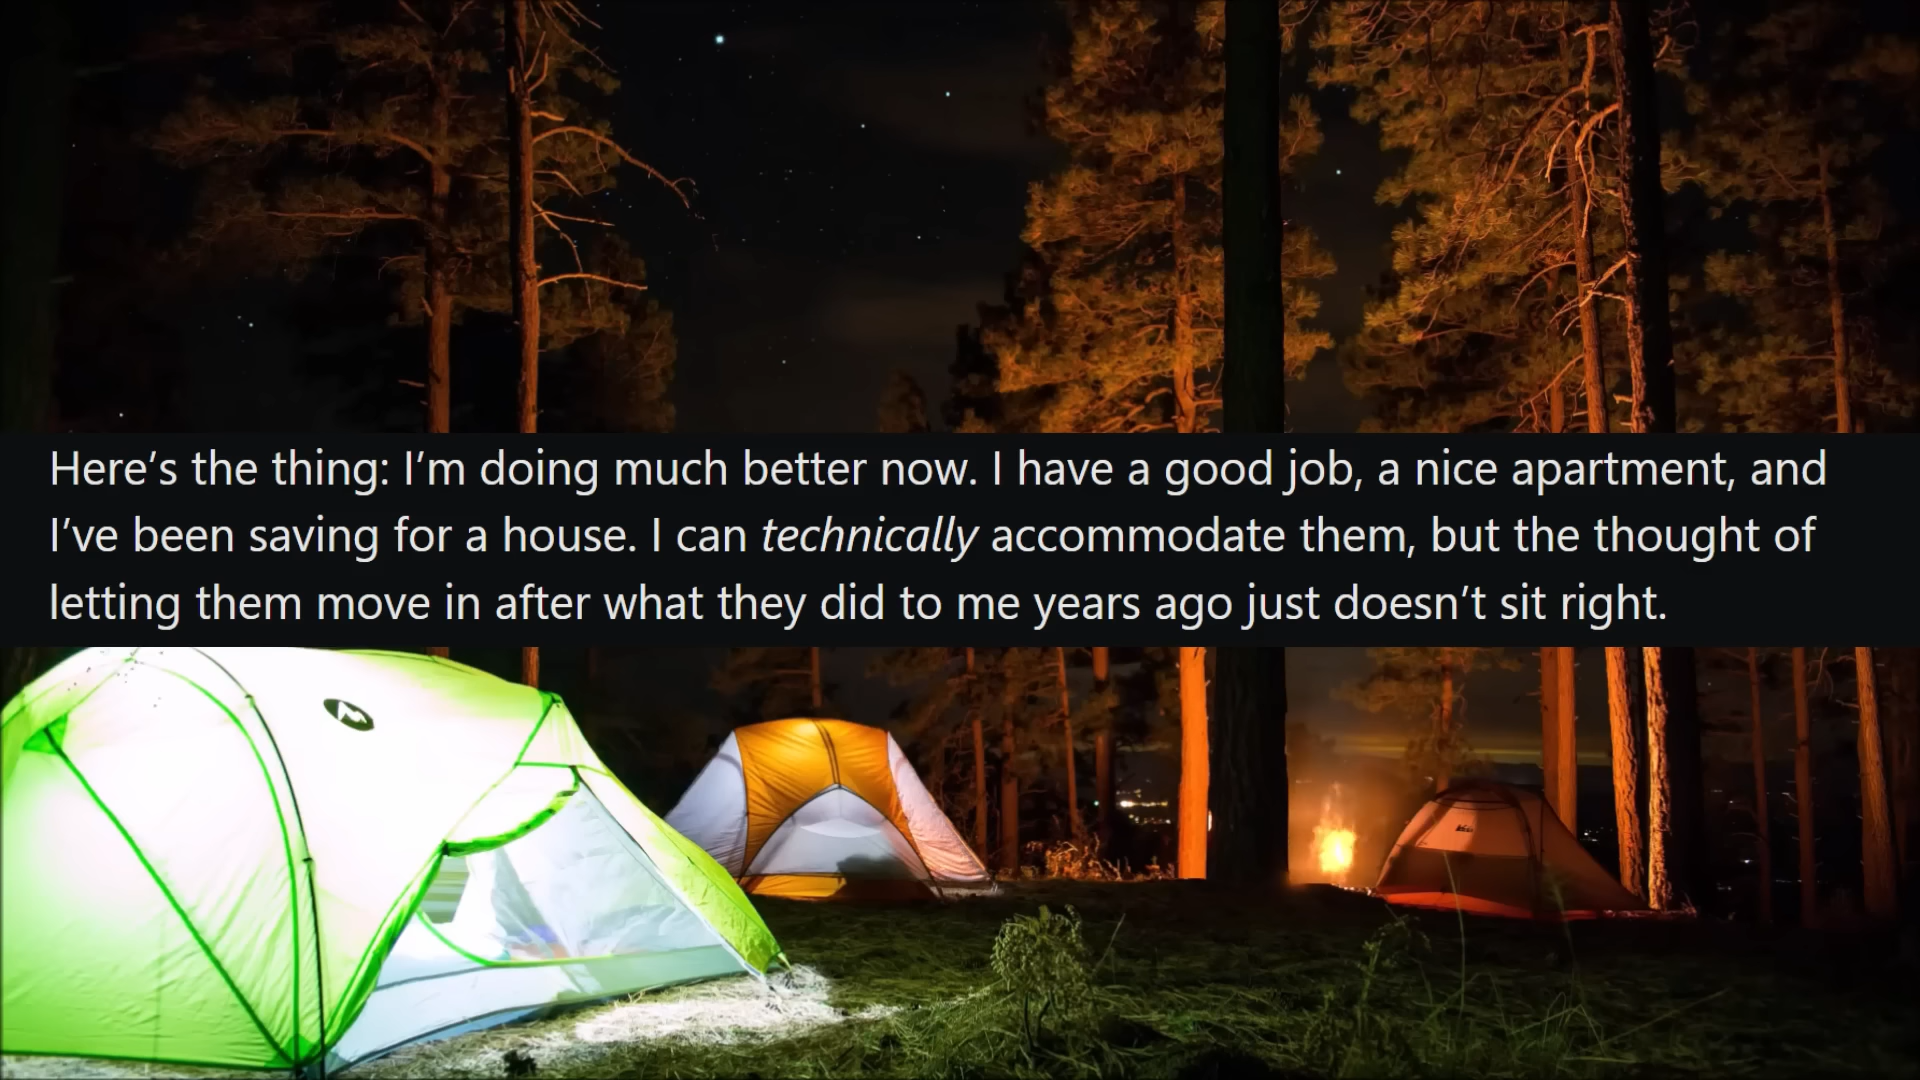 Here’s the thing: I’m doing much better now. I have a good job, a nice apartment, and
I’ve been saving for a house. I can technically accommodate them, but the thought of
letting them move in after what they did to me years ago just doesn’t sit right.